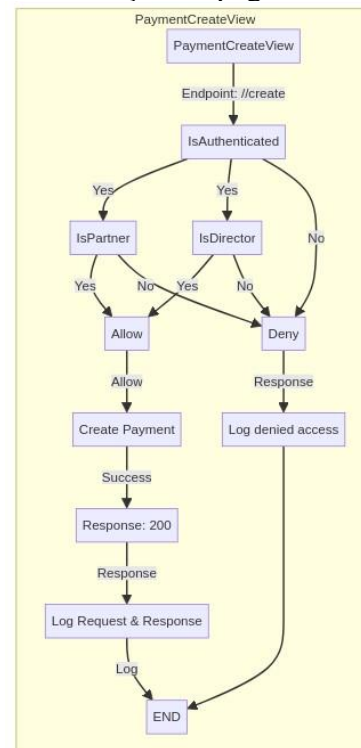 PaymentCreateView
PaymentCreateView
Endpoint: //create
IsAuthenticated
Yes
Yes
IsPartner
IsDirector
No
Yes
No
Yes
No
Allow
Deny
Allow
Response
Create Payment
Log denied access
Success
Response: 200
Response
Log Request & Response
Log
END